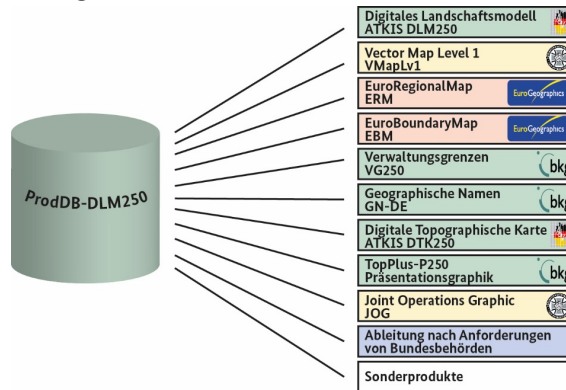 ProdDB-DLM250
Digitales Landschaftsmodell
ATKIS DLM250
Vector Map Level 1
VMapLv1
EuroRegionalMap
ERM
EuroGeographics
EuroBoundaryMap
EBM
EuroGeographics
Verwaltungsgrenzen
VG250
bkg
Geographische Namen
GN-DE
bkg
Digitale Topographische Karte
ATKIS DTK250
TopPlus-P250
Präsentationsgraphik
bkg
Joint Operations Graphic
JOG
Ableitung nach Anforderungen
von Bundesbehörden
Sonderprodukte